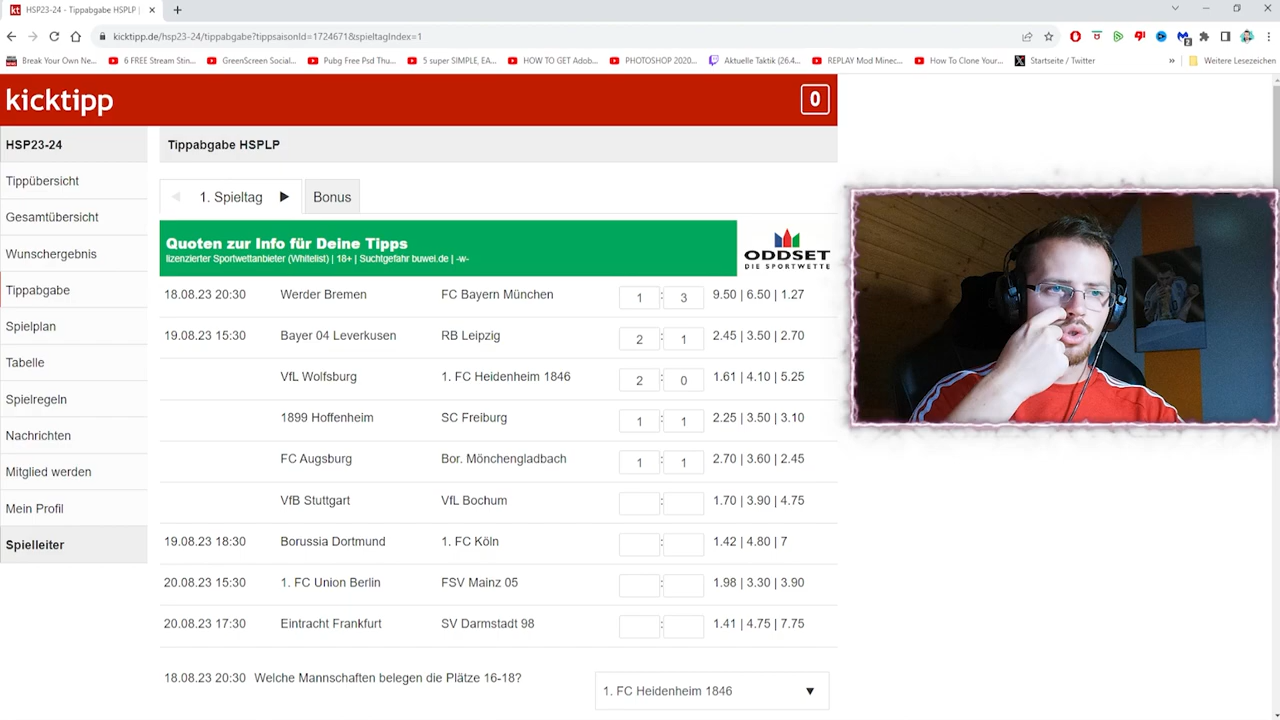 HSP23-24 - Tippabgabe HSPLP |
kicktipp.de/hsp23-24/tippabgabe?tippsaisonId=1724671&spieltagIndex=1
Break Your Own Ne... 6 FREE Stream Stin... GreenScreen Social... Pubg Free Psd Thu... 5 super SIMPLE, EA... HOW TO GET Adob... PHOTOSHOP 2020... Aktuelle Taktik (26.4... REPLAY Mod Minec... How To Clone Your... Startseite / Twitter » Weitere Lesezeichen
kicktipp 0
HSP23-24
Tippübersicht
Gesamtübersicht
Wunschergebnis
Tippabgabe
Spielplan
Tabelle
Spielregeln
Nachrichten
Mitglied werden
Mein Profil
Spielleiter
Tippabgabe HSPLP
1. Spieltag Bonus
Quoten zur Info für Deine Tipps
lizenzierter Sportwettanbieter (Whitelist) | 18+ | Suchtgefahr buwei.de | -w-
ODDSET
DIE SPORTWETTE
18.08.23 20:30 Werder Bremen FC Bayern München 1 : 3 9.50 | 6.50 | 1.27
19.08.23 15:30 Bayer 04 Leverkusen RB Leipzig 2 : 1 2.45 | 3.50 | 2.70
VfL Wolfsburg 1. FC Heidenheim 1846 2 : 0 1.61 | 4.10 | 5.25
1899 Hoffenheim SC Freiburg 1 : 1 2.25 | 3.50 | 3.10
FC Augsburg Bor. Mönchengladbach 1 : 1 2.70 | 3.60 | 2.45
VfB Stuttgart VfL Bochum : 1.70 | 3.90 | 4.75
19.08.23 18:30 Borussia Dortmund 1. FC Köln : 1.42 | 4.80 | 7
20.08.23 15:30 1. FC Union Berlin FSV Mainz 05 : 1.98 | 3.30 | 3.90
20.08.23 17:30 Eintracht Frankfurt SV Darmstadt 98 : 1.41 | 4.75 | 7.75
18.08.23 20:30 Welche Mannschaften belegen die Plätze 16-18? 1. FC Heidenheim 1846